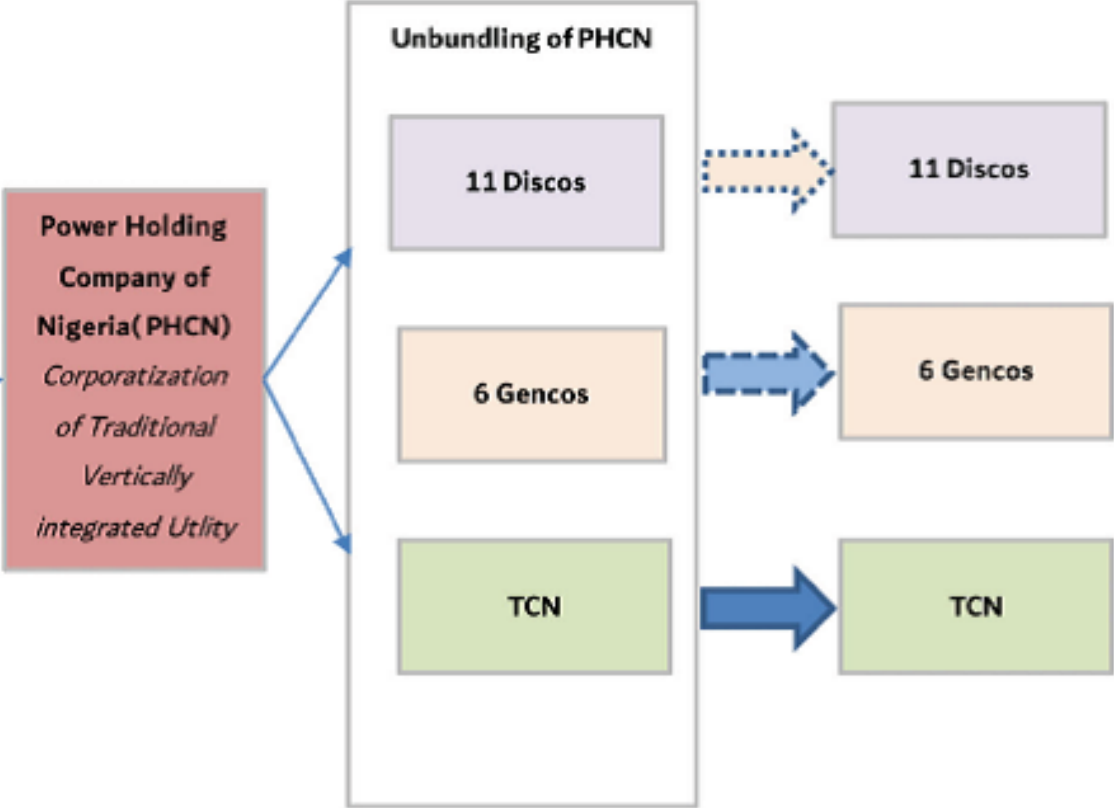 Power Holding
Company of
Nigeria( PHCN)
Corporatization
of Traditional
Vertically
integrated Utlity
Unbundling of PHCN
11 Discos
6 Gencos
TCN
11 Discos
6 Gencos
TCN